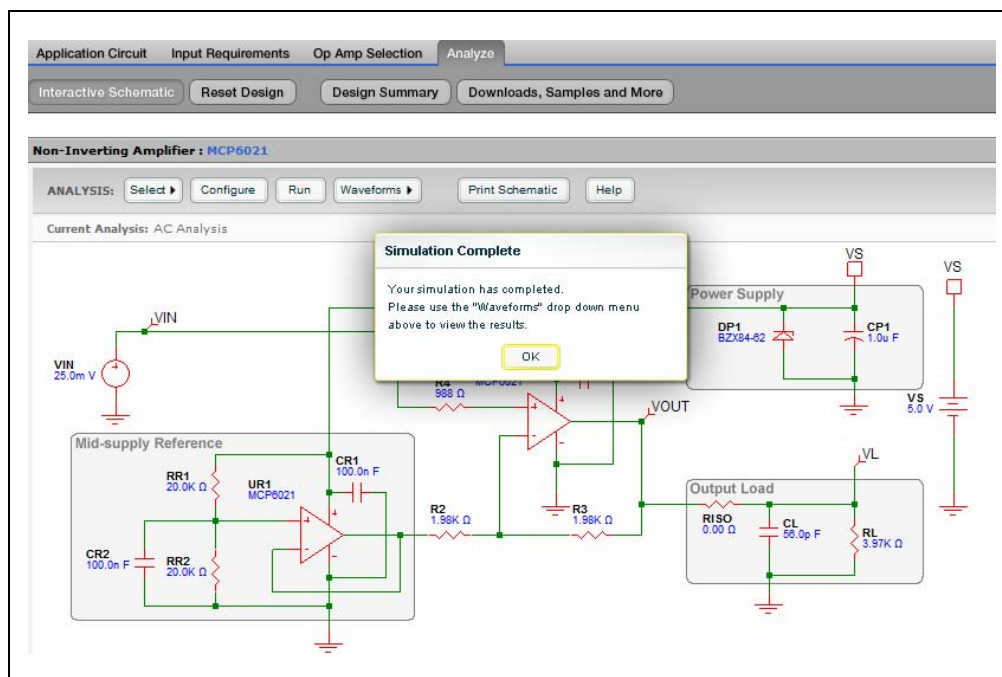 Application Circuit Input Requirements Op Amp Selection Analyze
Interactive Schematic Reset Design Design Summary Downloads, Samples and More
Non-Inverting Amplifier : MCP6021
ANALYSIS: Select Configure Run Waveforms Print Schematic Help
Current Analysis: AC Analysis
Simulation Complete
Your simulation has completed.
Please use the "Waveforms" drop down menu
above to view the results.
OK
VIN
VIN
25.0m V
VS
VS
Power Supply
DP1
BZX84-62
CP1
1.0u F
VS
5.0 V
R4
988 Ω
MCP6021
VOUT
Mid-supply Reference
RR1
20.0K Ω
UR1
MCP6021
CR1
100.0n F
CR2
100.0n F
RR2
20.0K Ω
R2
1.98K Ω
R3
1.98K Ω
VL
Output Load
RISO
0.00 Ω
CL
56.0p F
RL
3.97K Ω